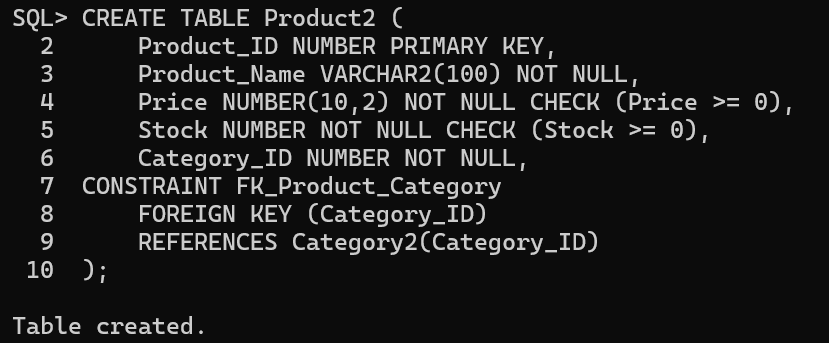 SQL> CREATE TABLE Product2 (
  2      Product_ID NUMBER PRIMARY KEY,
  3      Product_Name VARCHAR2(100) NOT NULL,
  4      Price NUMBER(10,2) NOT NULL CHECK (Price >= 0),
  5      Stock NUMBER NOT NULL CHECK (Stock >= 0),
  6      Category_ID NUMBER NOT NULL,
  7  CONSTRAINT FK_Product_Category
  8      FOREIGN KEY (Category_ID)
  9      REFERENCES Category2(Category_ID)
 10  );
Table created.